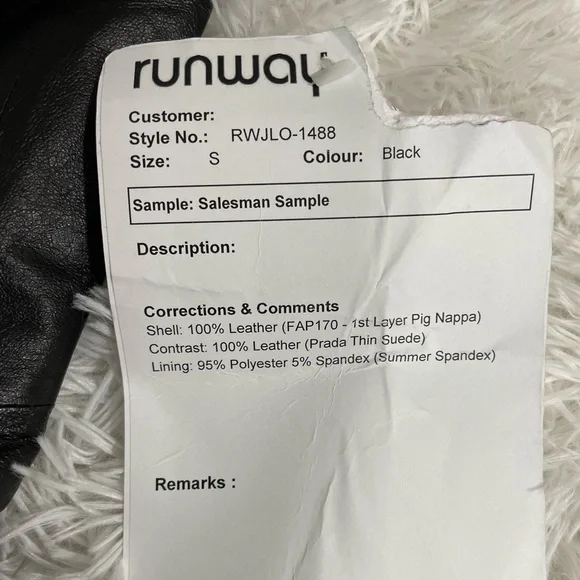 runway
Customer:
Style No.: RWJLO-1488
Size: S Colour: Black
Sample: Salesman Sample
Description:
Corrections & Comments
Shell: 100% Leather (FAP170 - 1st Layer Pig Nappa)
Contrast: 100% Leather (Prada Thin Suede)
Lining: 95% Polyester 5% Spandex (Summer Spandex)
Remarks :